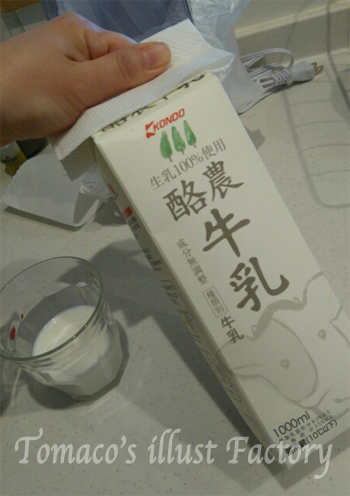 KONDO
生乳100%使用
酪農牛乳
成分無調整
種類別 牛乳
1000ml
Tomaco's illust Factory